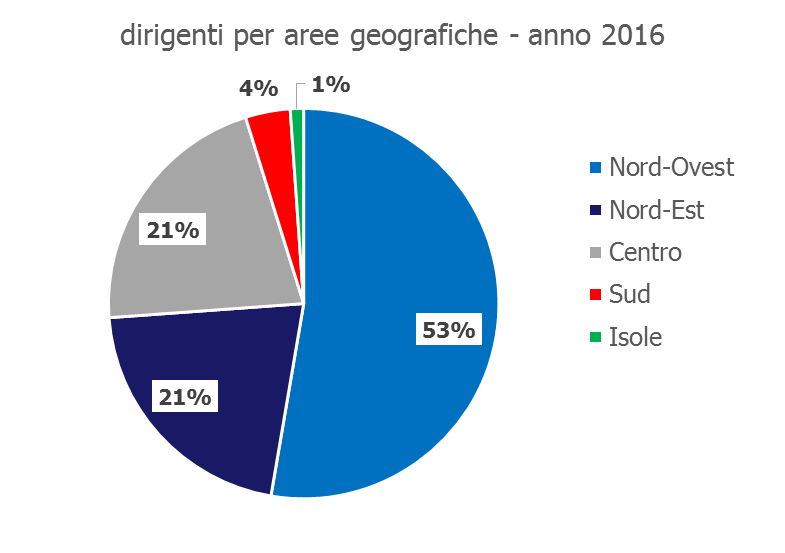 dirigenti per aree geografiche - anno 2016
4%
1%
21%
53%
21%
Nord-Ovest
Nord-Est
Centro
Sud
Isole